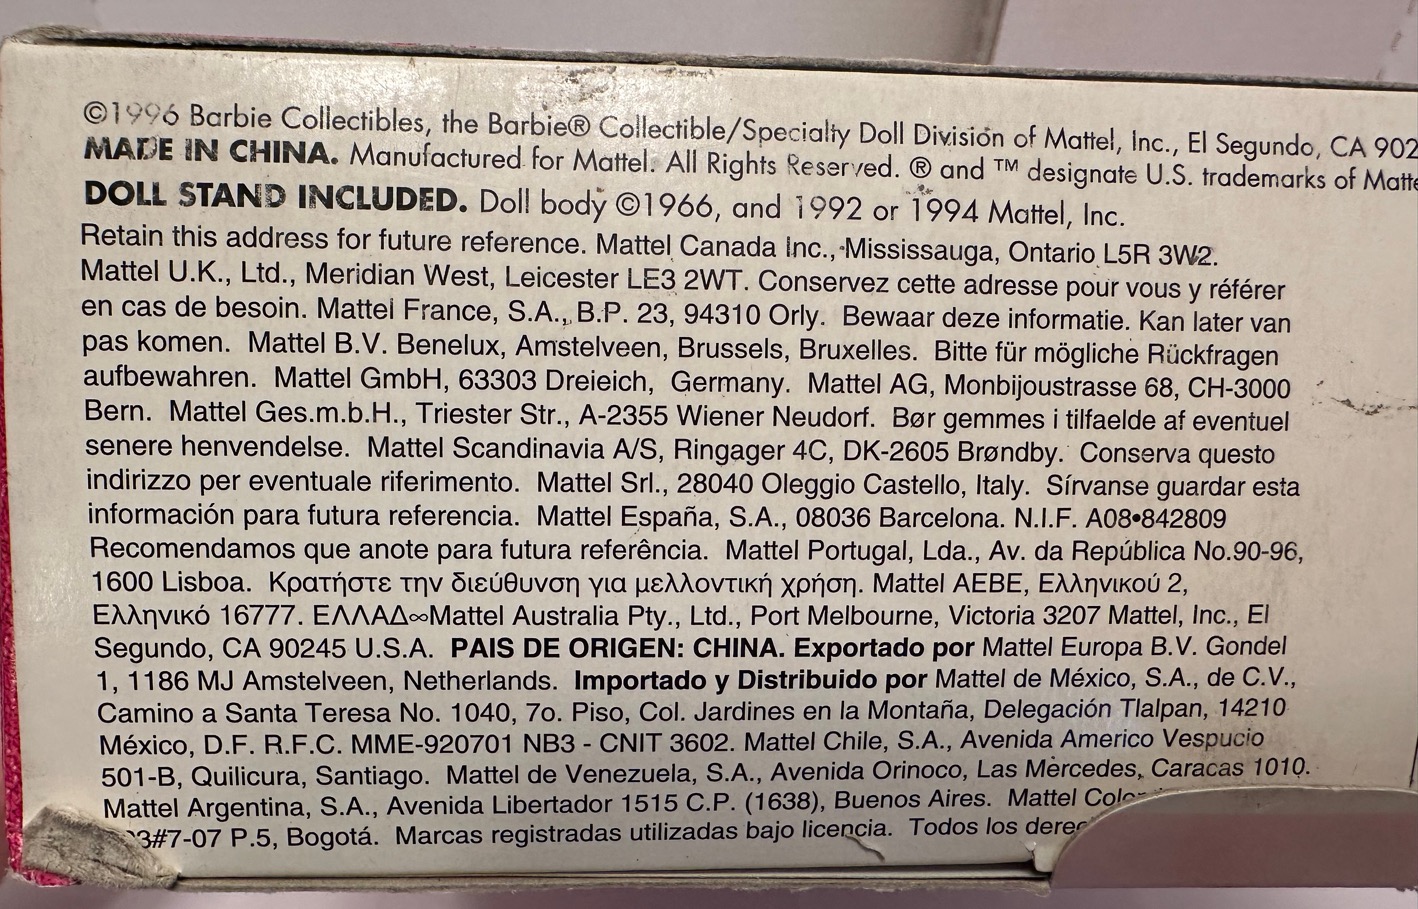 ©1996 Barbie Collectibles, the Barbie® Collectible/Specialty Doll Division of Mattel, Inc., El Segundo, CA 902
MADE IN CHINA. Manufactured for Mattel. All Rights Reserved. ® and ™ designate U.S. trademarks of Matte
DOLL STAND INCLUDED. Doll body ©1966, and 1992 or 1994 Mattel, Inc.
Retain this address for future reference. Mattel Canada Inc., Mississauga, Ontario L5R 3W2.
Mattel U.K., Ltd., Meridian West, Leicester LE3 2WT. Conservez cette adresse pour vous y référer
en cas de besoin. Mattel France, S.A., B.P. 23, 94310 Orly. Bewaar deze informatie. Kan later van
pas komen. Mattel B.V. Benelux, Amstelveen, Brussels, Bruxelles. Bitte für mögliche Rückfragen
aufbewahren. Mattel GmbH, 63303 Dreieich, Germany. Mattel AG, Monbijoustrasse 68, CH-3000
Bern. Mattel Ges.m.b.H., Triester Str., A-2355 Wiener Neudorf. Bør gemmes i tilfaelde af eventuel
senere henvendelse. Mattel Scandinavia A/S, Ringager 4C, DK-2605 Brøndby. Conserva questo
indirizzo per eventuale riferimento. Mattel Srl., 28040 Oleggio Castello, Italy. Sírvanse guardar esta
información para futura referencia. Mattel España, S.A., 08036 Barcelona. N.I.F. A08•842809
Recomendamos que anote para futura referência. Mattel Portugal, Lda., Av. da República No.90-96,
1600 Lisboa. Κρατήστε την διεύθυνση για μελλοντική χρήση. Mattel AEBE, Ελληνικού 2,
Ελληνικό 16777. ΕΛΛΑΔ∞Mattel Australia Pty., Ltd., Port Melbourne, Victoria 3207 Mattel, Inc., El
Segundo, CA 90245 U.S.A. PAIS DE ORIGEN: CHINA. Exportado por Mattel Europa B.V. Gondel
1, 1186 MJ Amstelveen, Netherlands. Importado y Distribuido por Mattel de México, S.A., de C.V.,
Camino a Santa Teresa No. 1040, 7o. Piso, Col. Jardines en la Montaña, Delegación Tlalpan, 14210
México, D.F. R.F.C. MME-920701 NB3 - CNIT 3602. Mattel Chile, S.A., Avenida Americo Vespucio
501-B, Quilicura, Santiago. Mattel de Venezuela, S.A., Avenida Orinoco, Las Mercedes, Caracas 1010.
Mattel Argentina, S.A., Avenida Libertador 1515 C.P. (1638), Buenos Aires. Mattel Colo
3#7-07 P.5, Bogotá. Marcas registradas utilizadas bajo licencia. Todos los derec